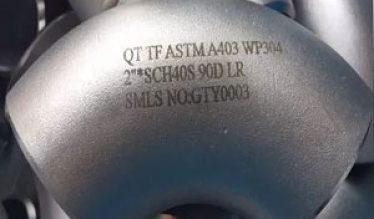 QT TF ASTM A403 WP304
2"*SCH40S 90D LR
SMLS NO:GTY0003